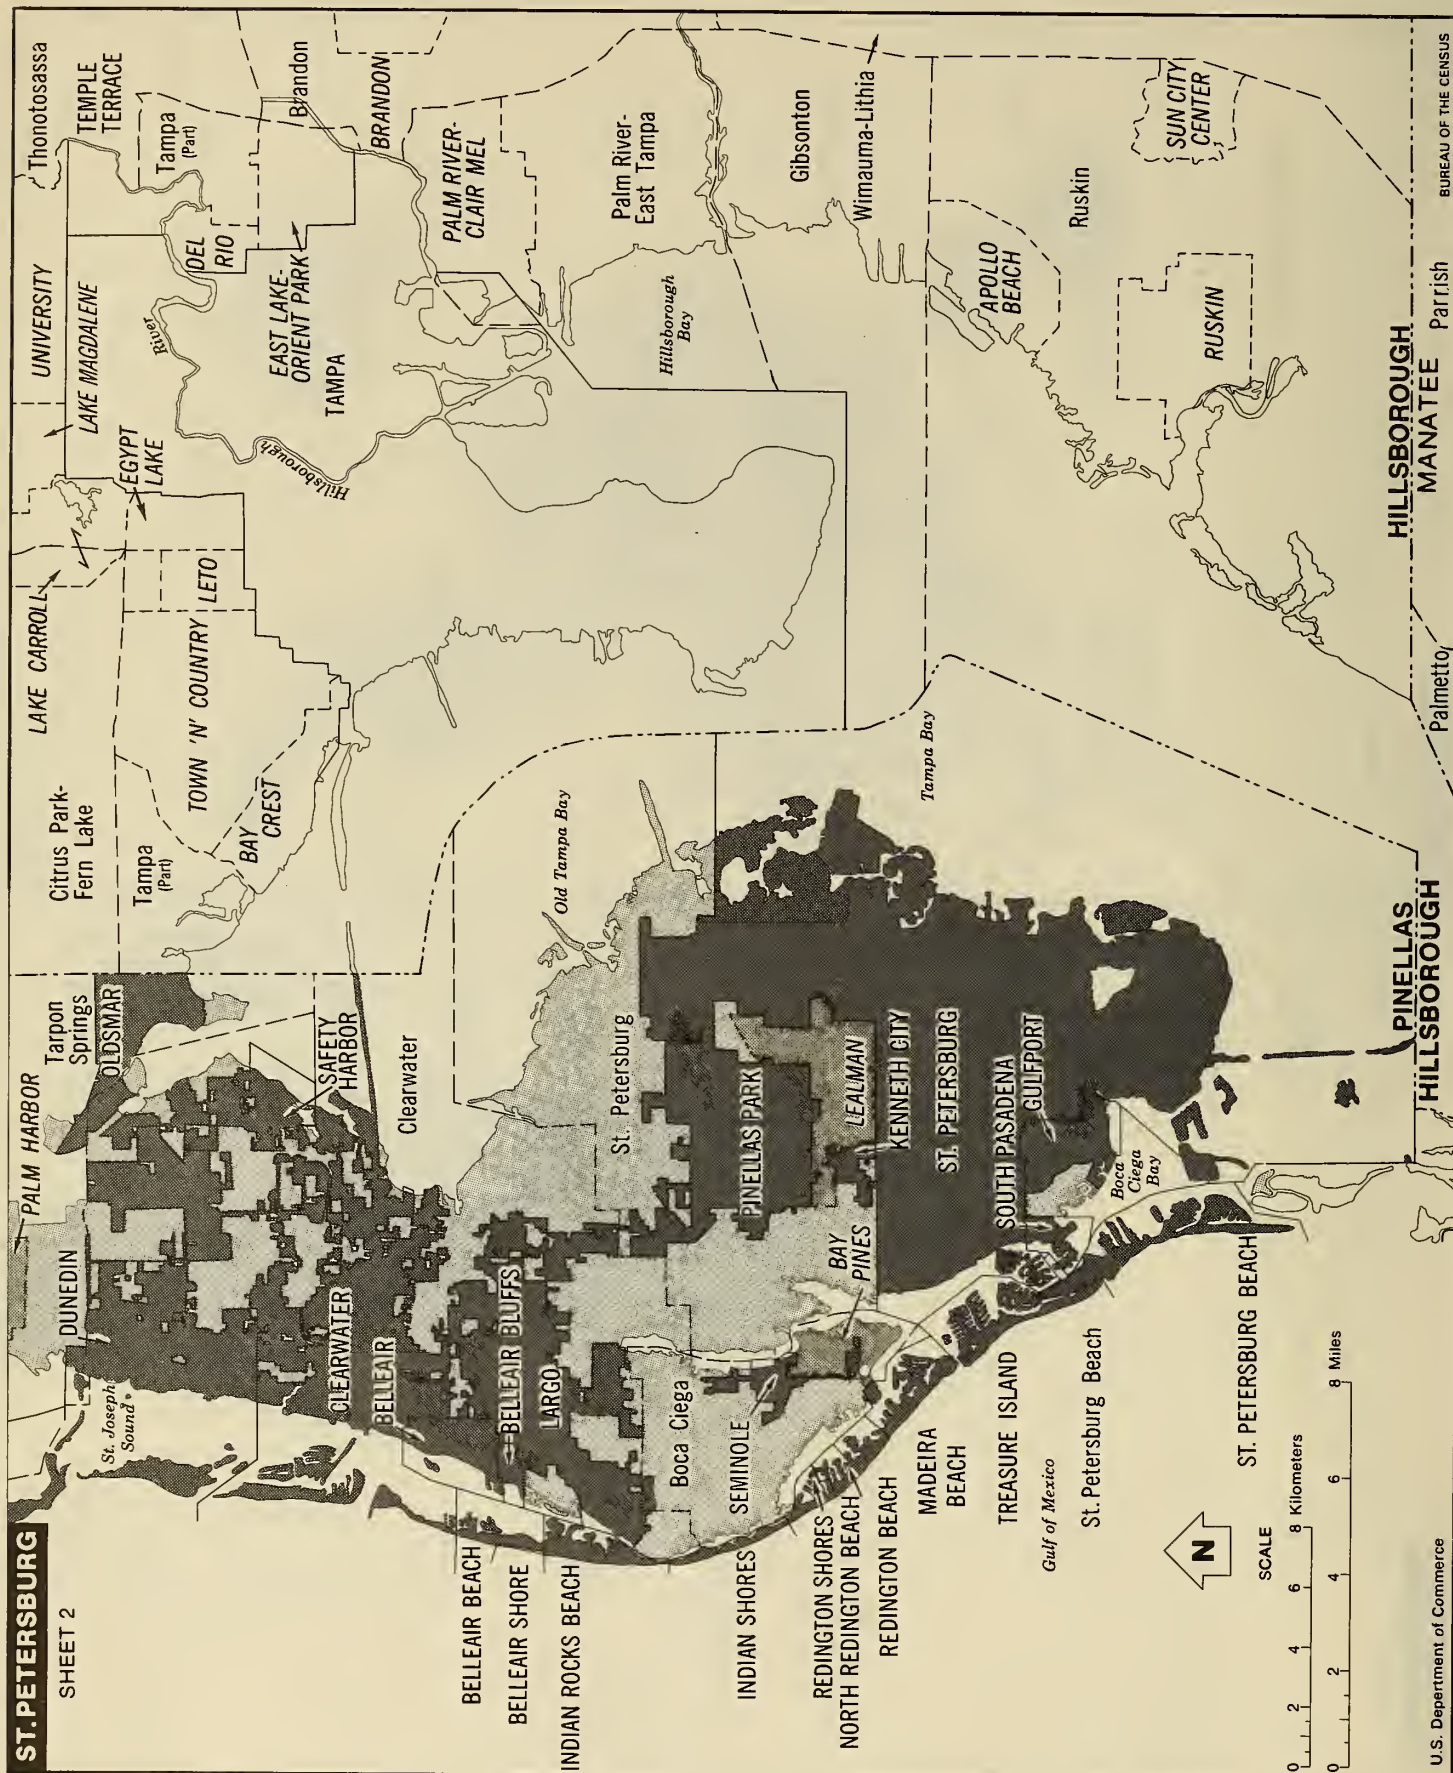 ST. PETERSBURG
SHEET 2
PALM HARBOR
Tarpon
Springs
OLDSMAR
DUNEDIN
St. Joseph
Sound
SAFETY
HARBOR
Clearwater
CLEARWATER
BELLEAIR
BELLEAIR BLUFFS
LARGO
BELLEAIR BEACH
BELLEAIR SHORE
INDIAN ROCKS BEACH
Old Tampa Bay
St. Petersburg
Boca Ciega
SEMINOLE
INDIAN SHORES
REDINGTON SHORES
NORTH REDINGTON BEACH
REDINGTON BEACH
MADEIRA
BEACH
TREASURE ISLAND
Gulf of Mexico
St. Petersburg Beach
ST. PETERSBURG BEACH
PINELLAS PARK
BAY
PINES
LEALMAN
KENNETH CITY
ST. PETERSBURG
SOUTH PASADENA
GULFPORT
Boca
Ciega
Bay
Tampa Bay
PINELLAS
HILLSBOROUGH
Citrus Park-
Fern Lake
Tampa
(Part)
LAKE CARROLL
TOWN 'N' COUNTRY
BAY
CREST
LETO
EGYPT
LAKE
LAKE MAGDALENE
UNIVERSITY
Hillsborough
River
TAMPA
EAST LAKE-
ORIENT PARK
DEL
RIO
Thonotosassa
TEMPLE
TERRACE
Tampa
(Part)
Brandon
BRANDON
PALM RIVER-
CLAIR MEL
Palm River-
East Tampa
Hillsborough
Bay
Gibsonton
Wimauma-Lithia
APOLLO
BEACH
Ruskin
SUN CITY
CENTER
RUSKIN
HILLSBOROUGH
MANATEE
Parrish
Palmetto
N
SCALE
0 2 4 6 8 Kilometers
0 2 4 6 8 Miles
U.S. Department of Commerce
BUREAU OF THE CENSUS